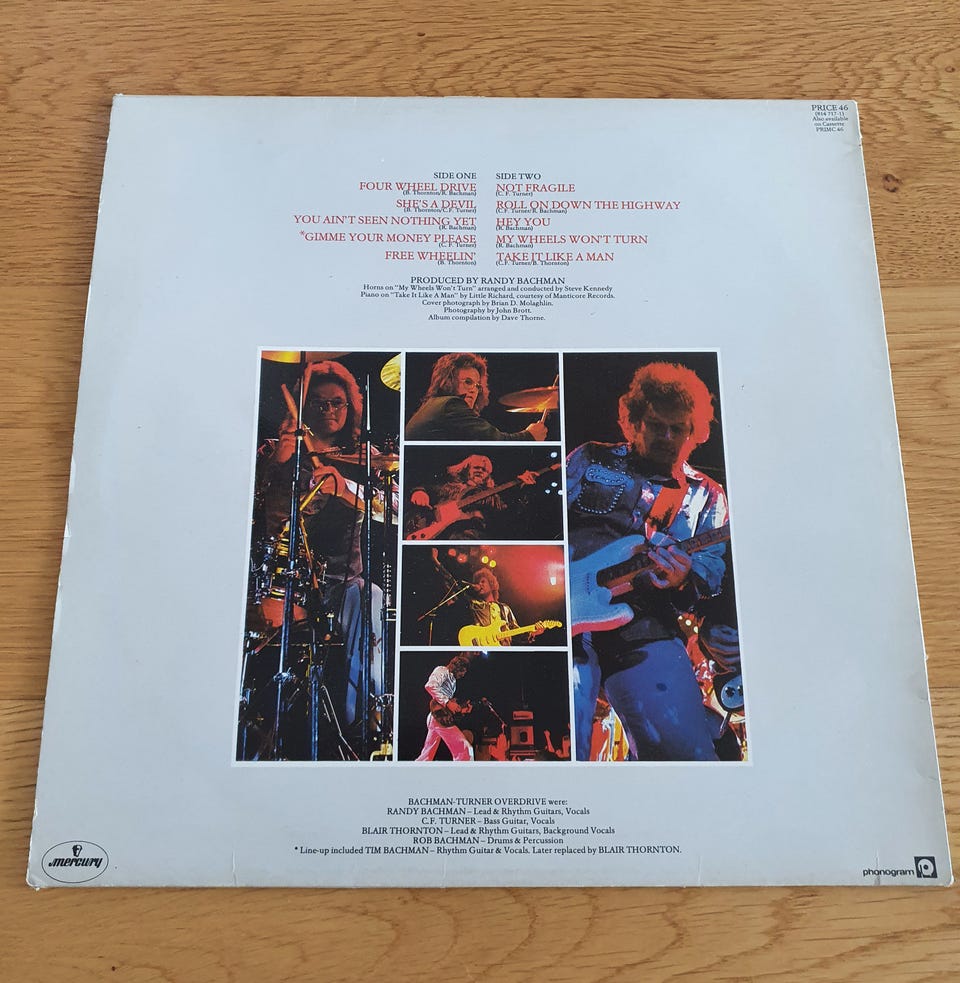 PRICE 46
(814 717-1)
Also available
on Cassette
PRIMC 46
SIDE ONE
FOUR WHEEL DRIVE
(B. Thornton/R. Bachman)
SHE'S A DEVIL
(B. Thornton/C.F. Turner)
YOU AIN'T SEEN NOTHING YET
(R. Bachman)
*GIMME YOUR MONEY PLEASE
(C. F. Turner)
FREE WHEELIN'
(B. Thornton)
SIDE TWO
NOT FRAGILE
(C. F. Turner)
ROLL ON DOWN THE HIGHWAY
(C.F. Turner/R. Bachman)
HEY YOU
(R. Bachman)
MY WHEELS WON'T TURN
(R. Bachman)
TAKE IT LIKE A MAN
(C.F. Turner/B. Thornton)
PRODUCED BY RANDY BACHMAN
Horns on "My Wheels Won't Turn" arranged and conducted by Steve Kennedy
Piano on "Take It Like A Man" by Little Richard, courtesy of Manticore Records.
Cover photograph by Brian D. Molaghlin.
Photography by John Brott.
Album compilation by Dave Thorne.
BACHMAN-TURNER OVERDRIVE were:
RANDY BACHMAN – Lead & Rhythm Guitars, Vocals
C.F. TURNER – Bass Guitar, Vocals
BLAIR THORNTON – Lead & Rhythm Guitars, Background Vocals
ROB BACHMAN – Drums & Percussion
* Line-up included TIM BACHMAN – Rhythm Guitar & Vocals. Later replaced by BLAIR THORNTON.
mercury
phonogram